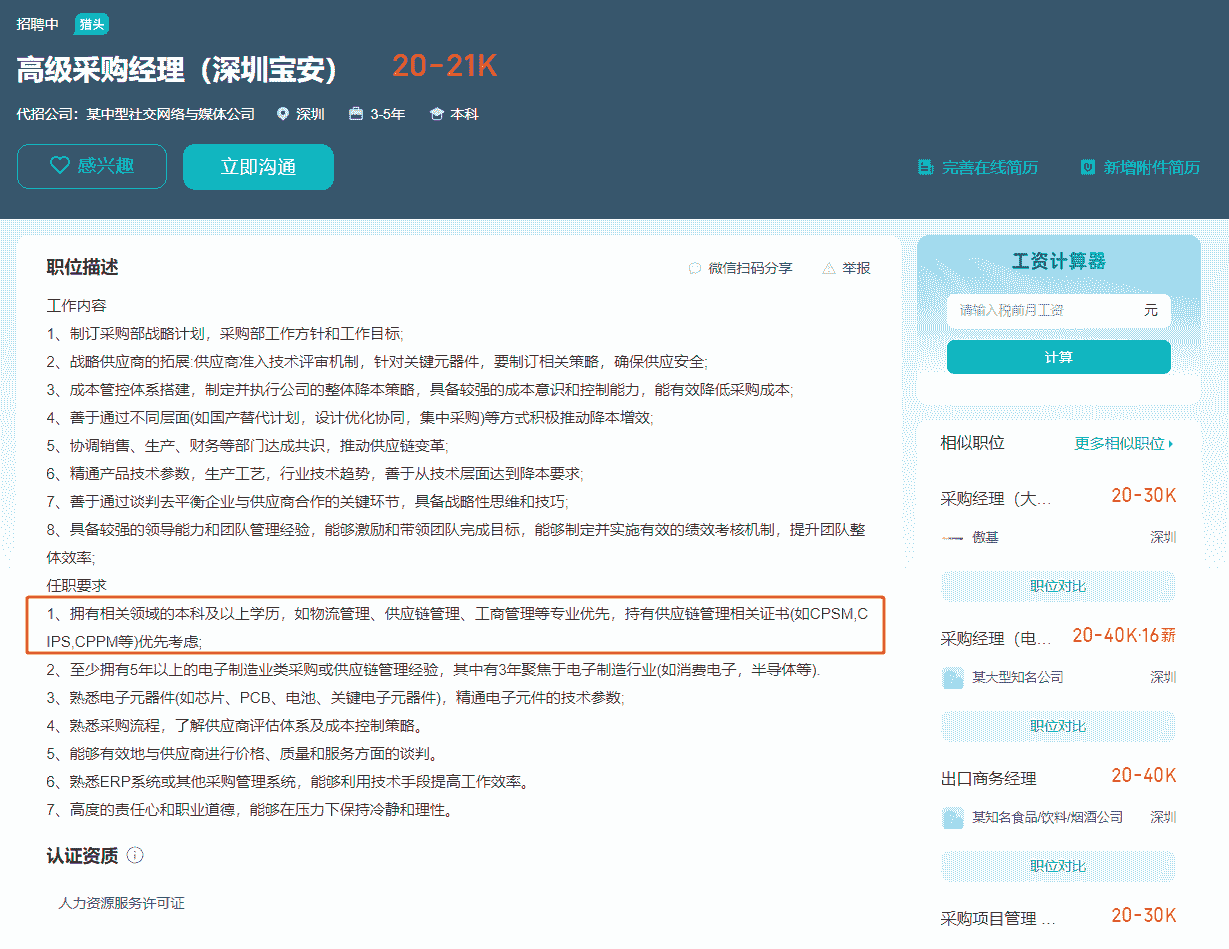 招聘中 猎头
高级采购经理（深圳宝安） 20-21K
代招公司：某中型社交网络与媒体公司 深圳 3-5年 本科
感兴趣 立即沟通 完善在线简历 新增附件简历
职位描述 微信扫码分享 举报
工作内容
1、制订采购部战略计划，采购部工作方针和工作目标;
2、战略供应商的拓展:供应商准入技术评审机制，针对关键元器件，要制订相关策略，确保供应安全;
3、成本管控体系搭建，制定并执行公司的整体降本策略，具备较强的成本意识和控制能力，能有效降低采购成本;
4、善于通过不同层面(如国产替代计划，设计优化协同，集中采购)等方式积极推动降本增效;
5、协调销售、生产、财务等部门达成共识，推动供应链变革;
6、精通产品技术参数，生产工艺，行业技术趋势，善于从技术层面达到降本要求;
7、善于通过谈判去平衡企业与供应商合作的关键环节，具备战略性思维和技巧;
8、具备较强的领导能力和团队管理经验，能够激励和带领团队完成目标，能够制定并实施有效的绩效考核机制，提升团队整
体效率;
任职要求
1、拥有相关领域的本科及以上学历，如物流管理、供应链管理、工商管理等专业优先，持有供应链管理相关证书(如CPSM,C
IPS,CPPM等)优先考虑;
2、至少拥有5年以上的电子制造业类采购或供应链管理经验，其中有3年聚焦于电子制造行业(如消费电子，半导体等).
3、熟悉电子元器件(如芯片、PCB、电池、关键电子元器件)，精通电子元件的技术参数;
4、熟悉采购流程，了解供应商评估体系及成本控制策略。
5、能够有效地与供应商进行价格、质量和服务方面的谈判。
6、熟悉ERP系统或其他采购管理系统，能够利用技术手段提高工作效率。
7、高度的责任心和职业道德，能够在压力下保持冷静和理性。
认证资质
人力资源服务许可证
工资计算器
请输入税前月工资 元
计算
相似职位 更多相似职位
采购经理（大... 20-30K
傲基 深圳
职位对比
采购经理（电... 20-40K·16薪
某大型知名公司 深圳
职位对比
出口商务经理 20-40K
某知名食品/饮料/烟酒公司 深圳
职位对比
采购项目管理 ... 20-30K